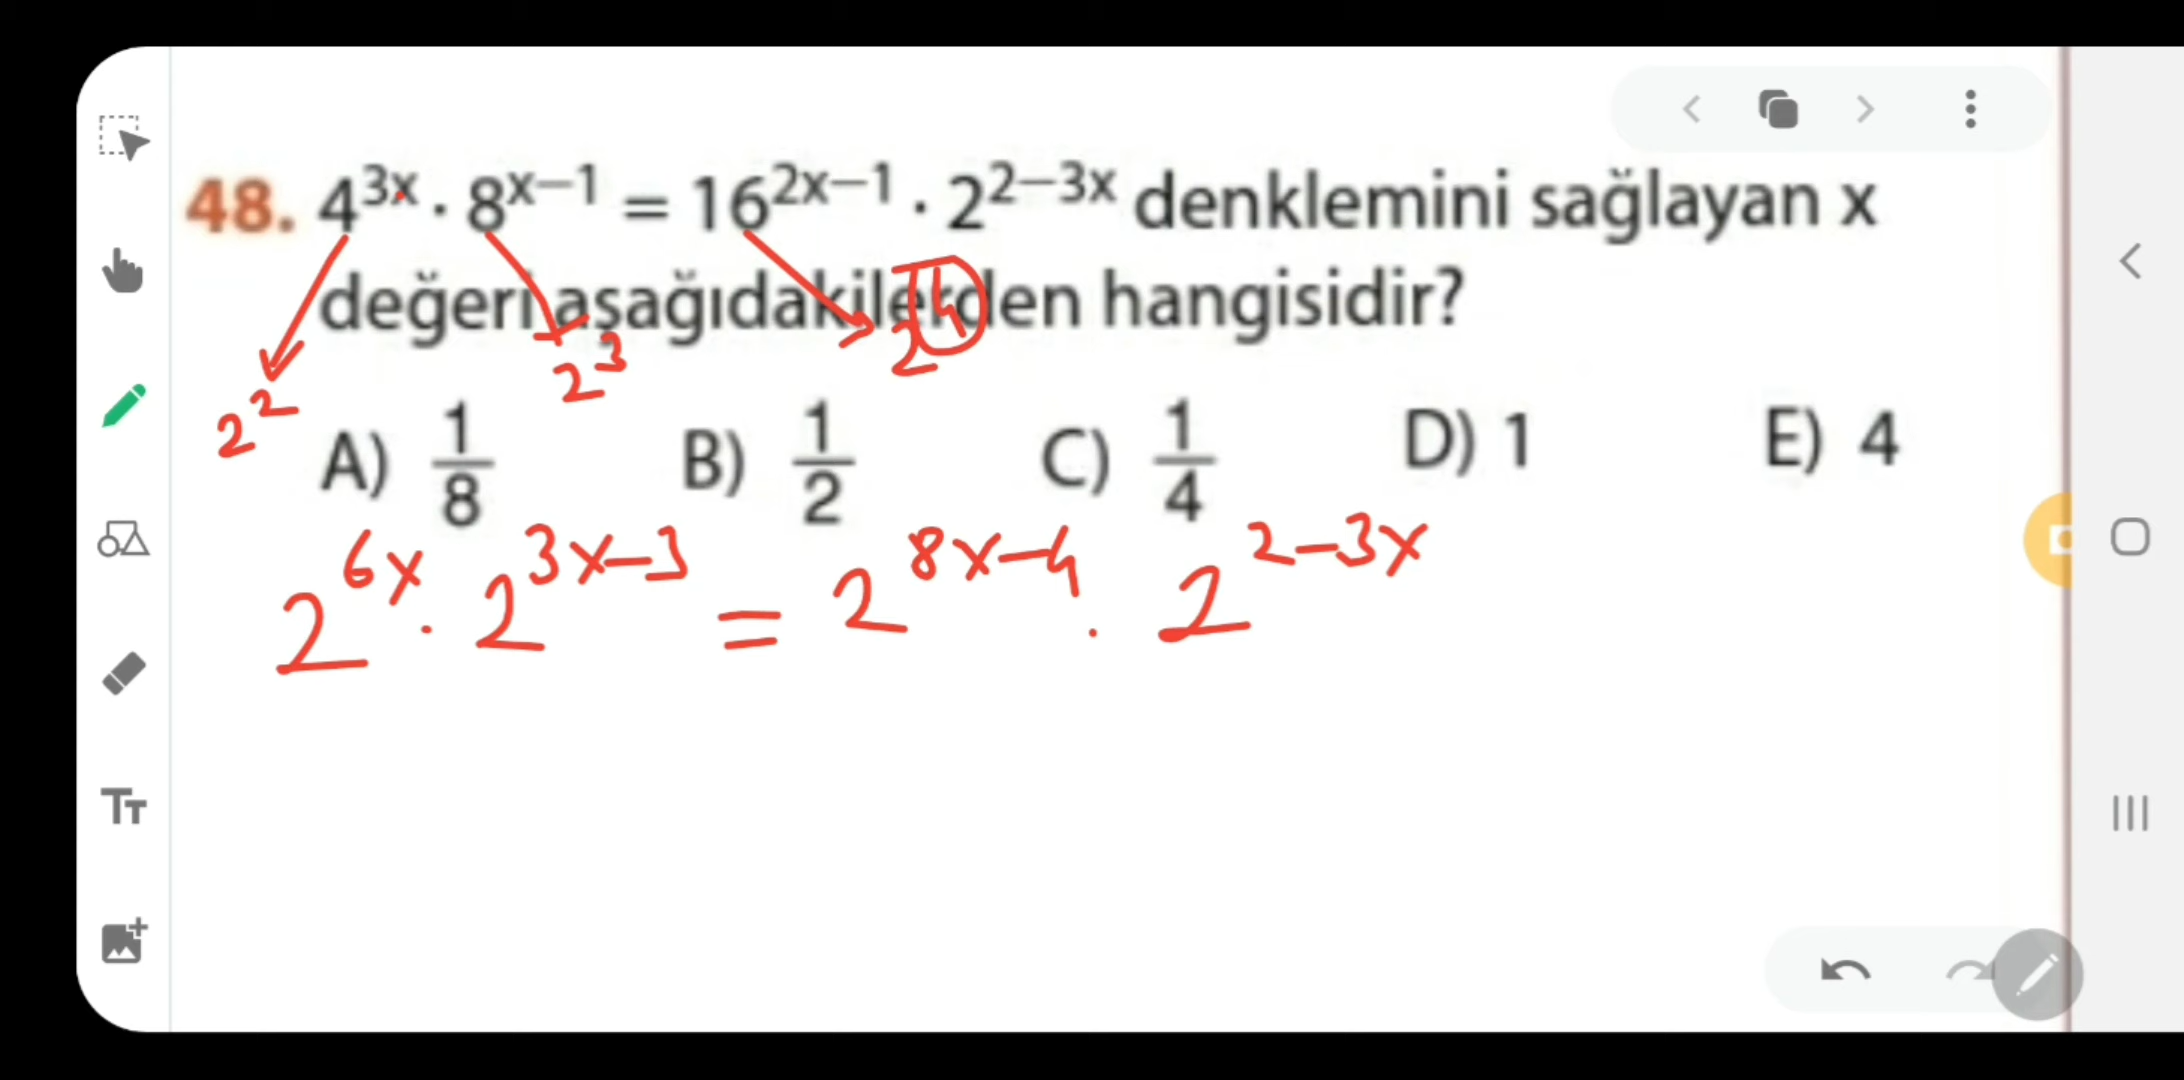 48. 4^{3x} · 8^{x−1} = 16^{2x−1} · 2^{2−3x} denklemini sağlayan x
değeri aşağıdakilerden hangisidir?
2^2 2^3 2^4
A) 1/8 B) 1/2 C) 1/4 D) 1 E) 4
2^{6x} · 2^{3x−3} = 2^{8x−4} · 2^{2−3x}
TT